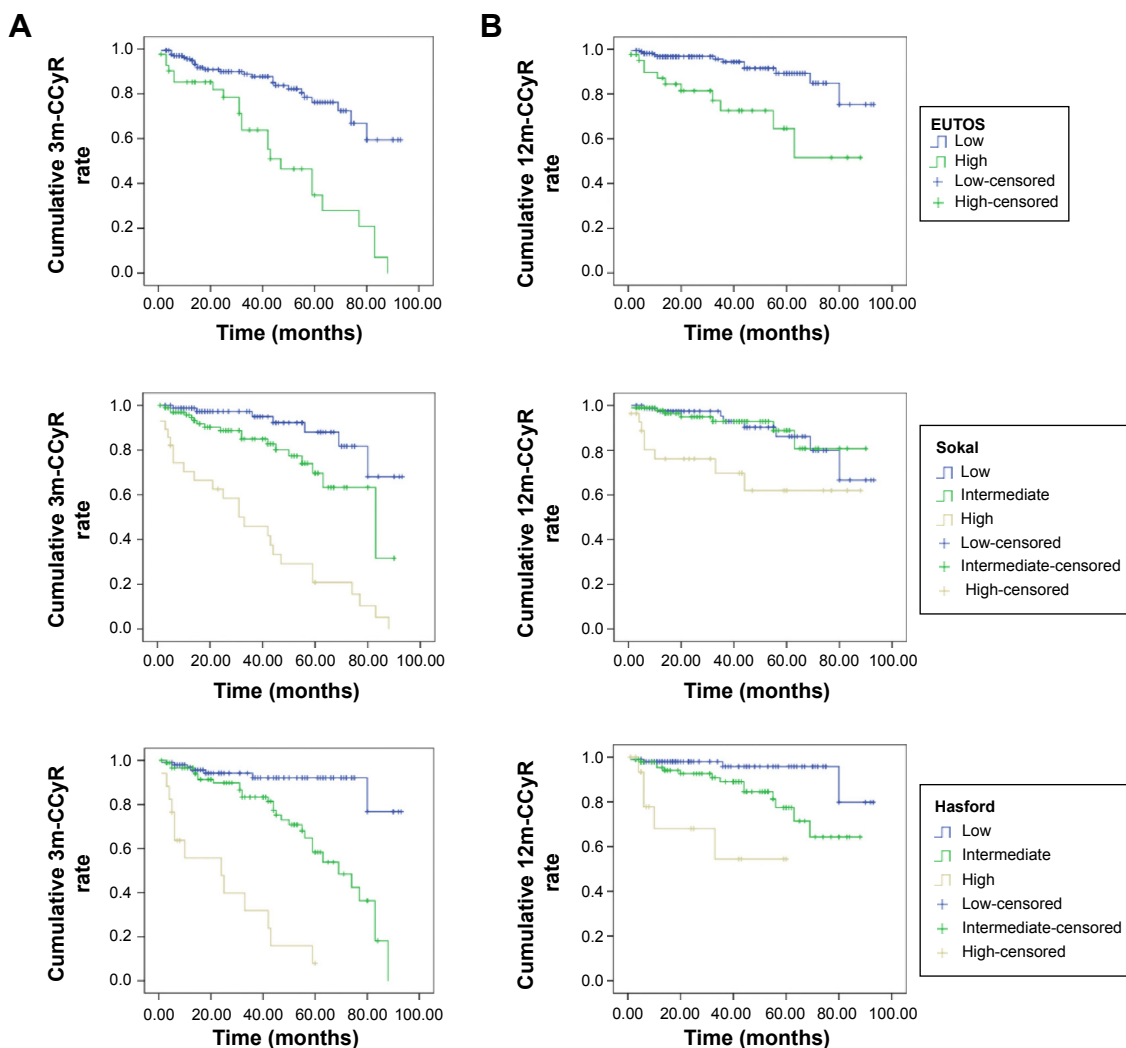 A
B
1.0
0.8
0.6
0.4
0.2
0.0
Cumulative 3m-CCyR
rate
0.00 20.00 40.00 60.00 80.00 100.00
Time (months)
1.0
0.8
0.6
0.4
0.2
0.0
Cumulative 12m-CCyR
rate
0.00 20.00 40.00 60.00 80.00 100.00
Time (months)
EUTOS
Low
High
Low-censored
High-censored
1.0
0.8
0.6
0.4
0.2
0.0
Cumulative 3m-CCyR
rate
0.00 20.00 40.00 60.00 80.00 100.00
Time (months)
1.0
0.8
0.6
0.4
0.2
0.0
Cumulative 12m-CCyR
rate
0.00 20.00 40.00 60.00 80.00 100.00
Time (months)
Sokal
Low
Intermediate
High
Low-censored
Intermediate-censored
High-censored
1.0
0.8
0.6
0.4
0.2
0.0
Cumulative 3m-CCyR
rate
0.00 20.00 40.00 60.00 80.00 100.00
Time (months)
1.0
0.8
0.6
0.4
0.2
0.0
Cumulative 12m-CCyR
rate
0.00 20.00 40.00 60.00 80.00 100.00
Time (months)
Hasford
Low
Intermediate
High
Low-censored
Intermediate-censored
High-censored